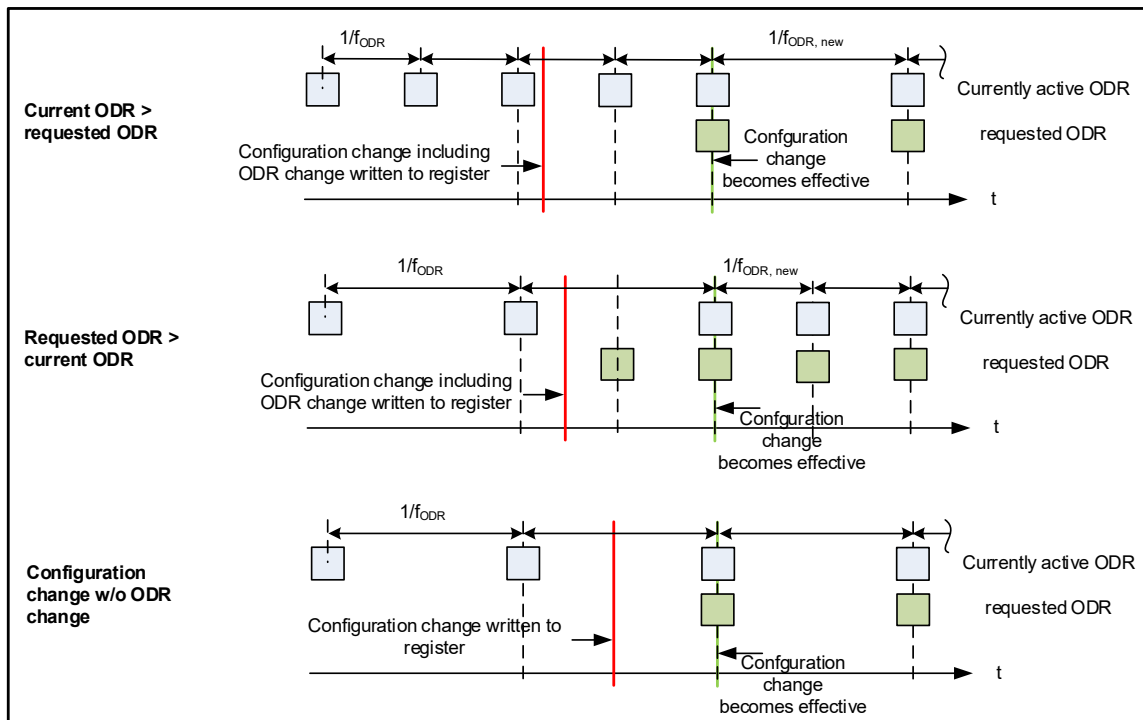 1/fODR
1/fODR, new
Current ODR >
requested ODR
Currently active ODR
requested ODR
Configuration change including
ODR change written to register
Confguration
change
becomes effective
t
1/fODR
1/fODR, new
Requested ODR >
current ODR
Currently active ODR
requested ODR
Configuration change including
ODR change written to register
Confguration
change
becomes effective
t
1/fODR
Configuration
change w/o ODR
change
Currently active ODR
requested ODR
Configuration change written to
register
Confguration
change
becomes effective
t